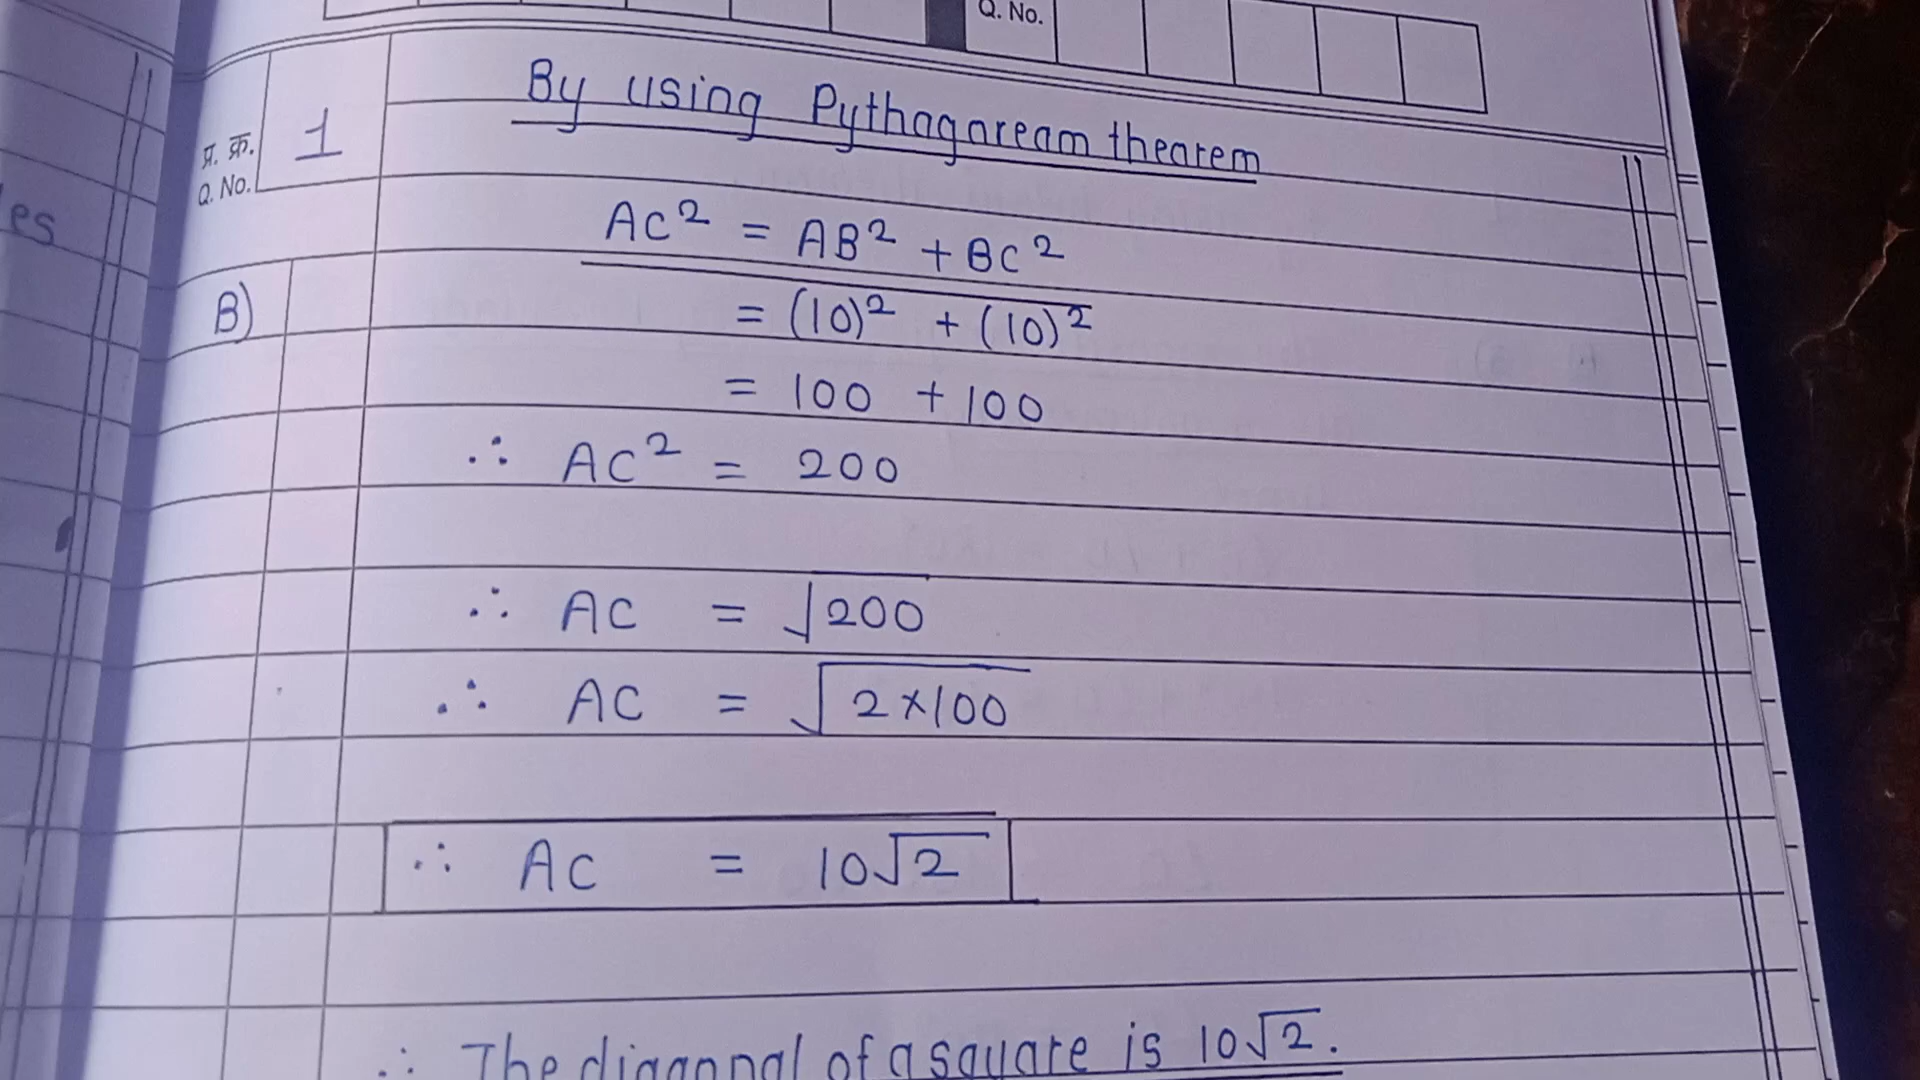 Q. No.
By using Pythagoream thearem
प्र. क्र.
Q. No.
1
es
AC² = AB² + BC²
B)
= (10)² + (10)²
= 100 + 100
∴ AC² = 200
∴ AC = √200
∴ AC = √2×100
∴ AC = 10√2
∴ The diagonal of a square is 10√2.